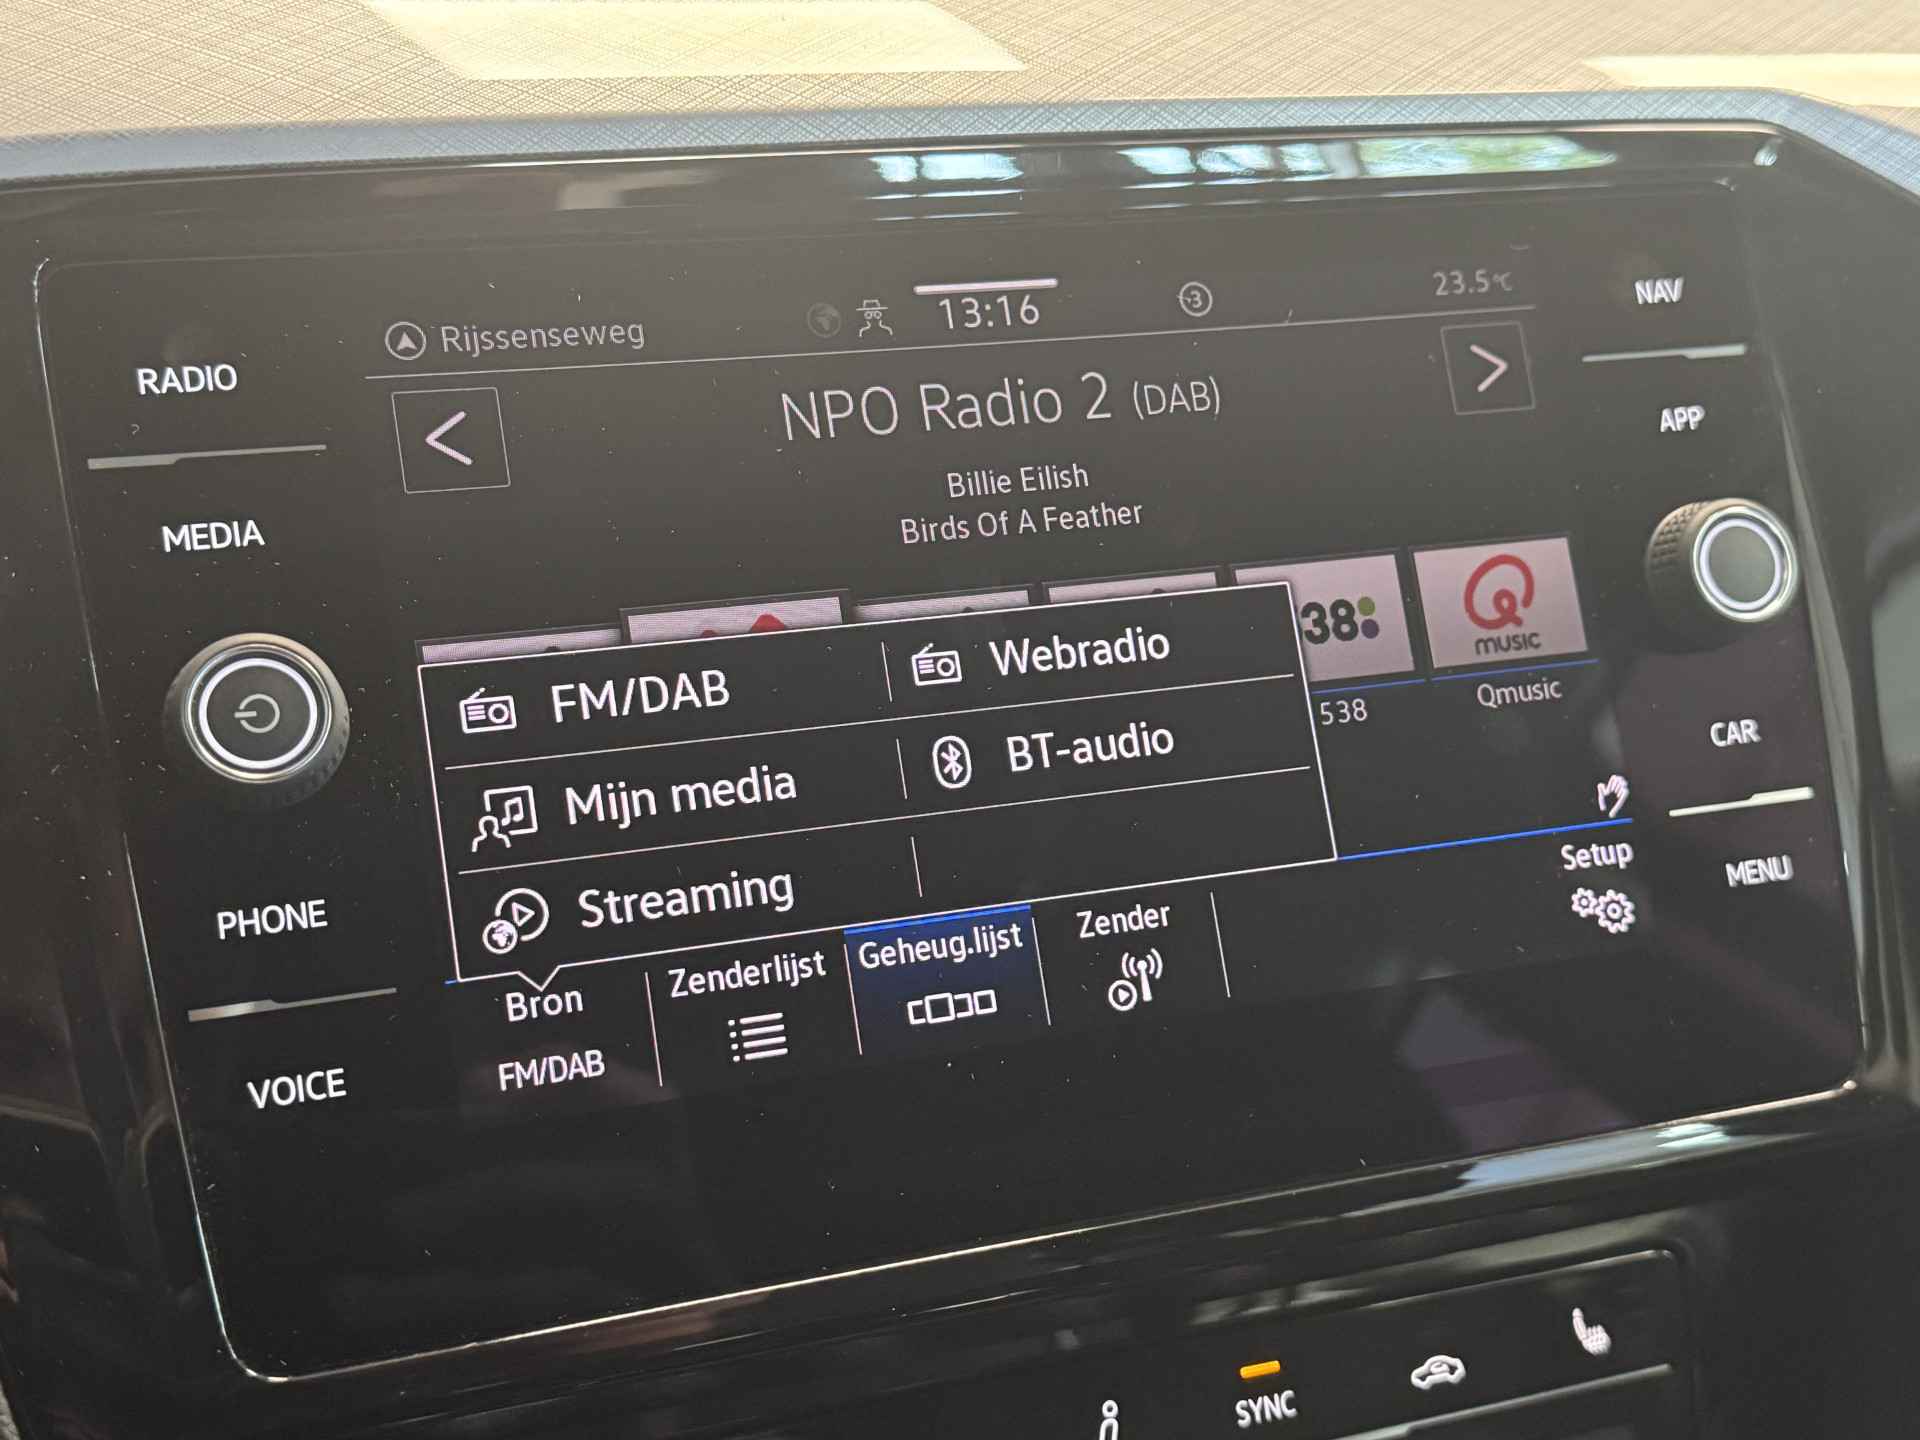 Rijssenseweg
13:16
3
23.5°C
NAV
RADIO
<
NPO Radio 2 (DAB)
>
APP
Billie Eilish
Birds Of A Feather
MEDIA
38:
Q
music
538
Qmusic
FM/DAB
Webradio
Mijn media
BT-audio
Streaming
CAR
Setup
MENU
PHONE
Bron
Zenderlijst
Geheug.lijst
Zender
FM/DAB
VOICE
SYNC